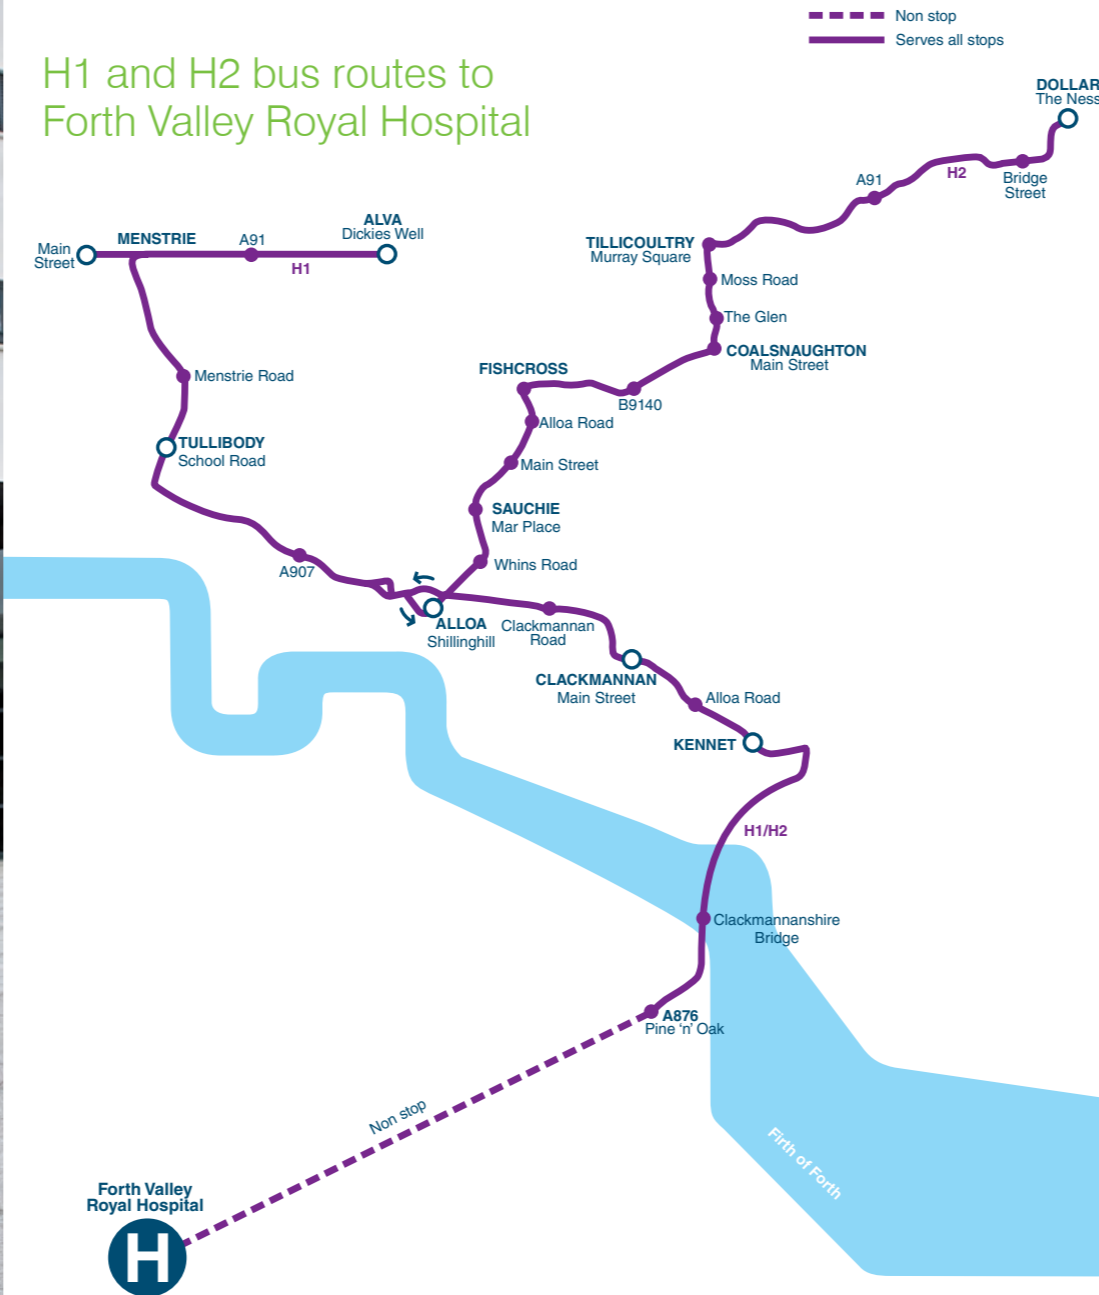 Non stop
Serves all stops
H1 and H2 bus routes to
Forth Valley Royal Hospital
DOLLAR
The Ness
H2
Bridge
Street
A91
MENSTRIE
Main
Street
A91
H1
ALVA
Dickies Well
TILLICOULTRY
Murray Square
Moss Road
The Glen
COALSNAUGHTON
Main Street
FISHCROSS
B9140
Menstrie Road
Alloa Road
TULLIBODY
School Road
Main Street
SAUCHIE
Mar Place
Whins Road
A907
ALLOA
Shillinghill
Clackmannan
Road
CLACKMANNAN
Main Street
Alloa Road
KENNET
H1/H2
Clackmannanshire
Bridge
A876
Pine ‘n’ Oak
Non stop
Firth of Forth
Forth Valley
Royal Hospital
H